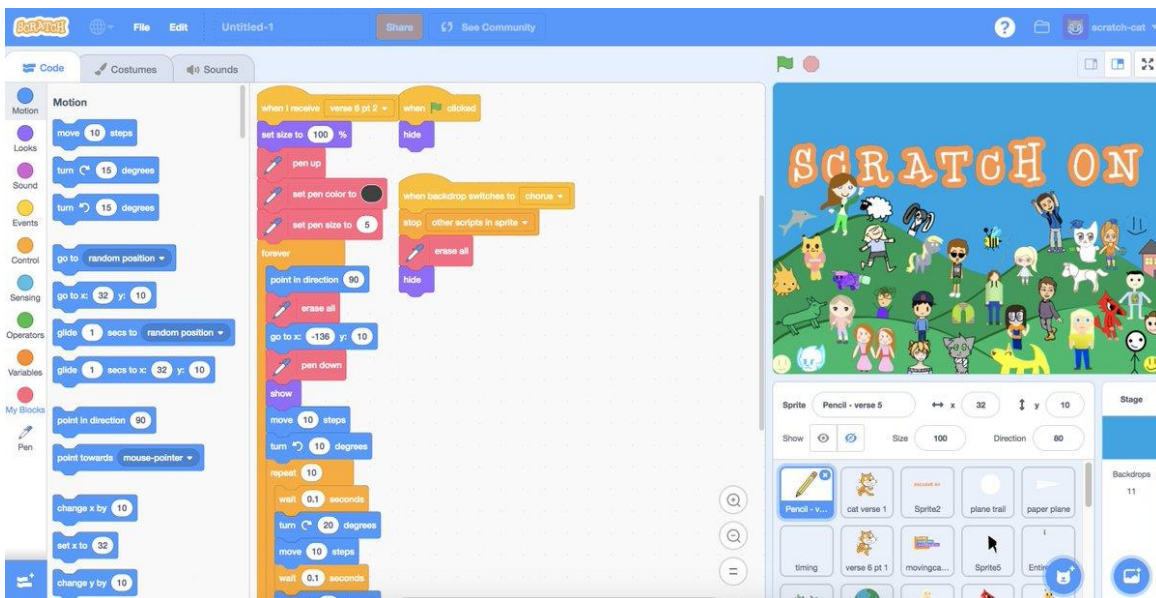 SCRATCH
File
Edit
Untitled-1
Share
See Community
?
scratch-cat
Code
Costumes
Sounds
Motion
Looks
Sound
Events
Control
Sensing
Operators
Variables
My Blocks
Pen
Motion
move 10 steps
turn 15 degrees
turn 15 degrees
go to random position
go to x: 32 y: 10
glide 1 secs to random position
glide 1 secs to x: 32 y: 10
point in direction 90
point towards mouse-pointer
change x by 10
set x to 32
change y by 10
when I receive verse 6 pt 2
set size to 100 %
pen up
set pen color to
set pen size to 5
forever
point in direction 90
erase all
go to x: -136 y: 10
pen down
show
move 10 steps
turn 10 degrees
repeat 10
wait 0.1 seconds
turn 20 degrees
move 10 steps
wait 0.1 seconds
when clicked
hide
when backdrop switches to chorus
stop other scripts in sprite
erase all
hide
SCRATCH ON
Sprite Pencil - verse 5 x 32 y 10
Show Size 100 Direction 80
Pencil - v...
cat verse 1
Sprite2
plane trail
paper plane
timing
verse 6 pt 1
movingca...
Sprite5
Stage
Backdrops
11